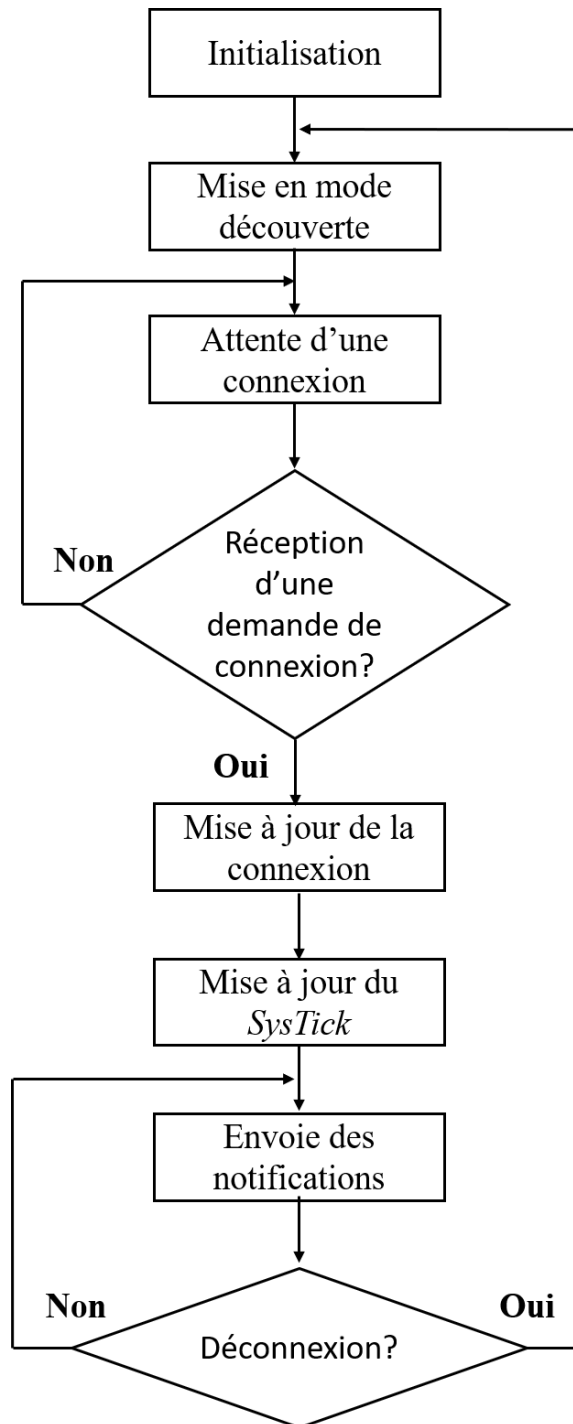 Initialisation
Mise en mode
découverte
Attente d’une
connexion
Réception
d’une
demande de
connexion?
Non
Oui
Mise à jour de la
connexion
Mise à jour du
SysTick
Envoie des
notifications
Non
Oui
Déconnexion?